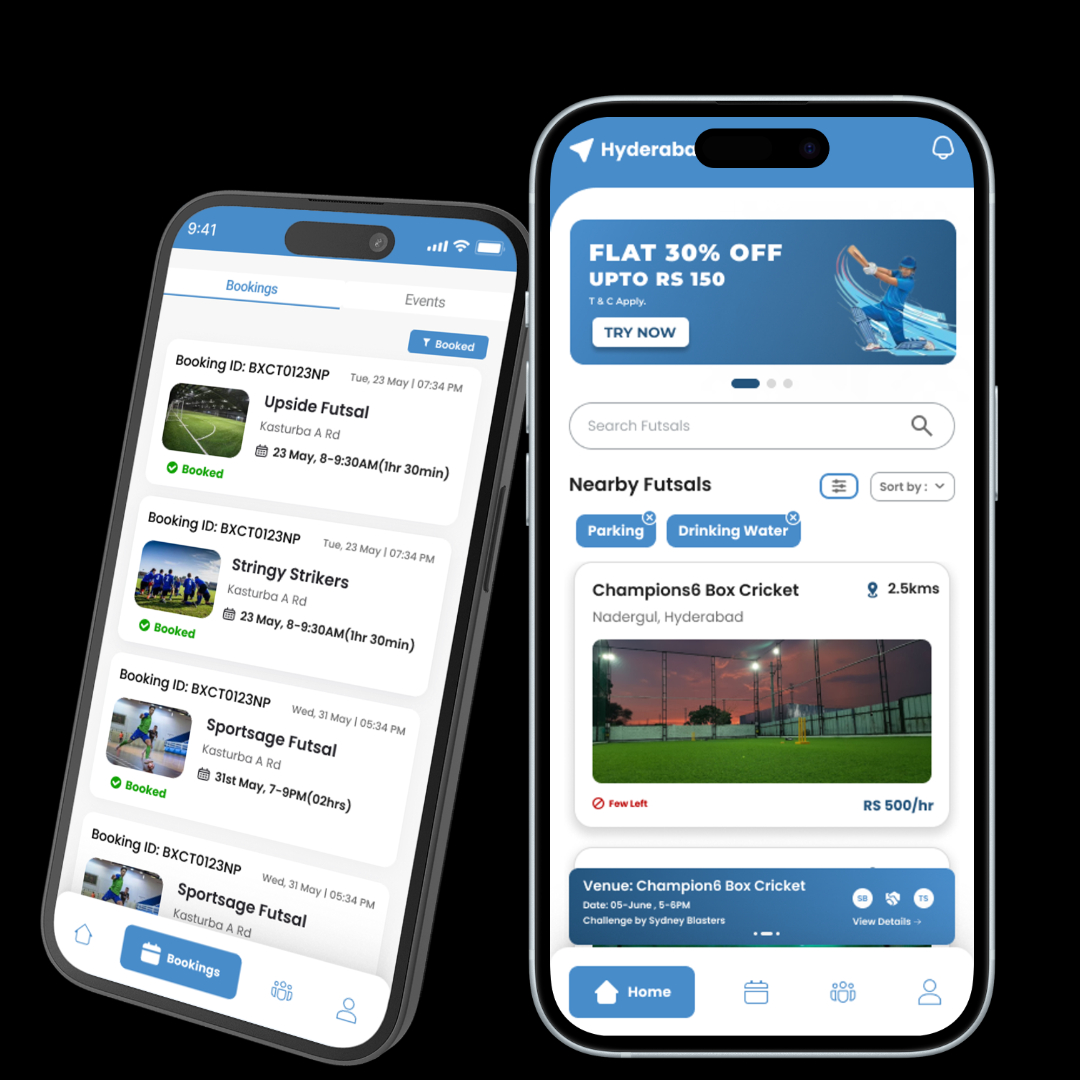 9:41
Bookings
Events
Booked
Booking ID: BXCT0123NP
Tue, 23 May | 07:34 PM
Upside Futsal
Kasturba A Rd
23 May, 8-9:30AM(1hr 30min)
Booked
Booking ID: BXCT0123NP
Tue, 23 May | 07:34 PM
Stringy Strikers
Kasturba A Rd
23 May, 8-9:30AM(1hr 30min)
Booked
Booking ID: BXCT0123NP
Wed, 31 May | 05:34 PM
Sportsage Futsal
Kasturba A Rd
31st May, 7-9PM(02hrs)
Booked
Booking ID: BXCT0123NP
Wed, 31 May | 05:34 PM
Sportsage Futsal
Kasturba A Rd
Bookings
Hyderaba
FLAT 30% OFF
UPTO RS 150
T & C Apply.
TRY NOW
Search Futsals
Nearby Futsals
Sort by :
Parking
Drinking Water
Champions6 Box Cricket
2.5kms
Nadergul, Hyderabad
Few Left
RS 500/hr
Venue: Champion6 Box Cricket
Date: 05-June , 5-6PM
Challenge by Sydney Blasters
SB
TS
View Details →
Home